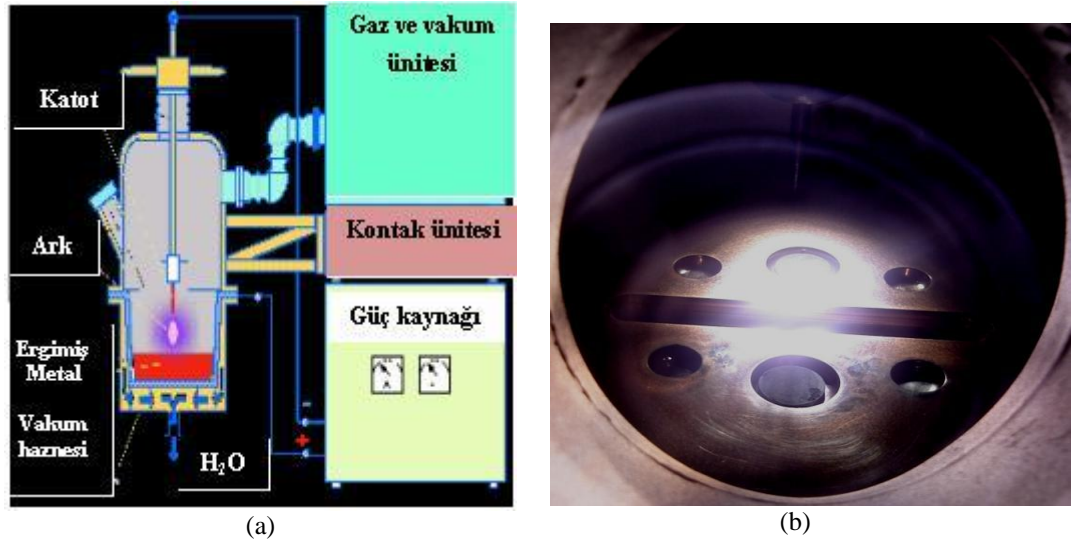 Gaz ve vakum
ünitesi
Katot
Kontak ünitesi
Ark
Güç kaynağı
Ergimiş
Metal
A
Vakum
haznesi
-
+
H₂O
(a)
(b)